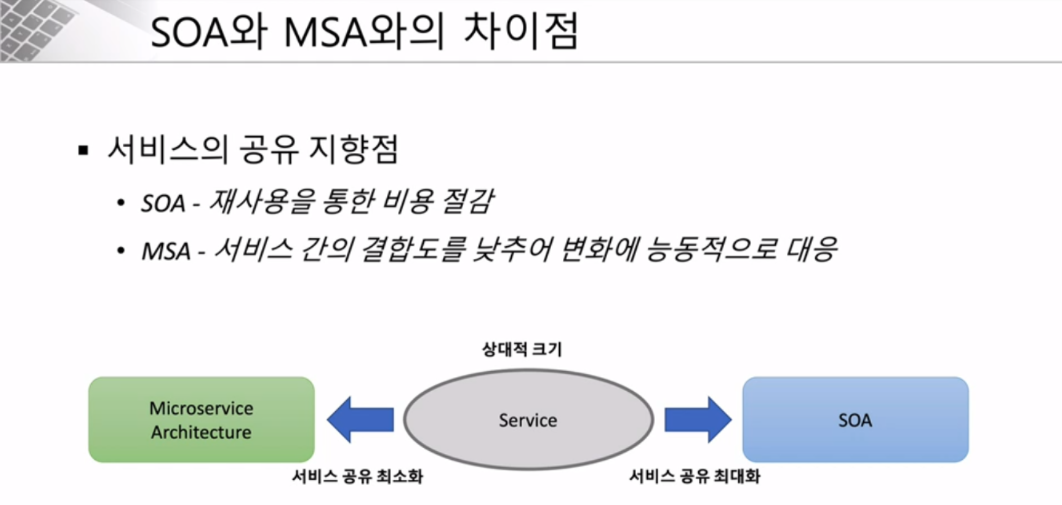 SOA와 MSA와의 차이점
▪ 서비스의 공유 지향점
• SOA - 재사용을 통한 비용 절감
• MSA - 서비스 간의 결합도를 낮추어 변화에 능동적으로 대응
상대적 크기
Microservice
Architecture
Service
SOA
서비스 공유 최소화
서비스 공유 최대화